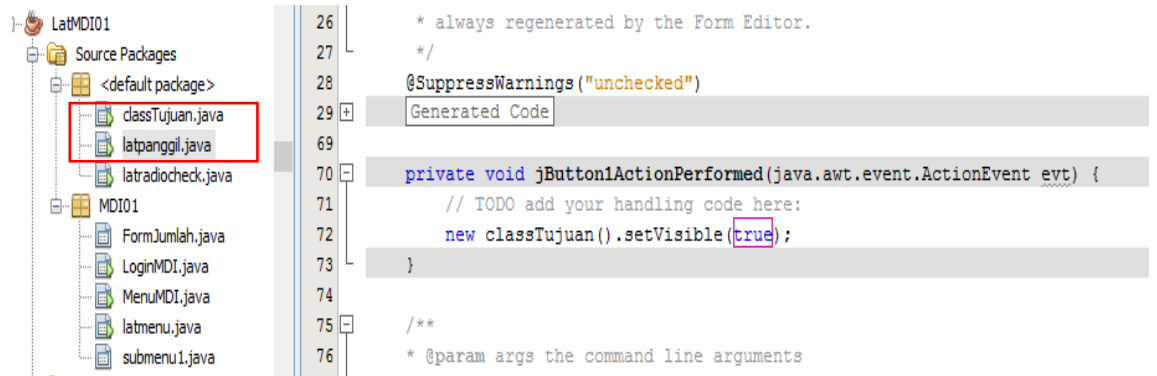 LatMDI01
Source Packages
<default package>
classTujuan.java
latpanggil.java
latradiocheck.java
MDI01
FormJumlah.java
LoginMDI.java
MenuMDI.java
latmenu.java
submenu1.java
26 * always regenerated by the Form Editor.
27 */
28 @SuppressWarnings("unchecked")
29 Generated Code
69
70 private void jButton1ActionPerformed(java.awt.event.ActionEvent evt) {
71 // TODO add your handling code here:
72 new classTujuan().setVisible(true);
73 }
74
75 /**
76 * @param args the command line arguments